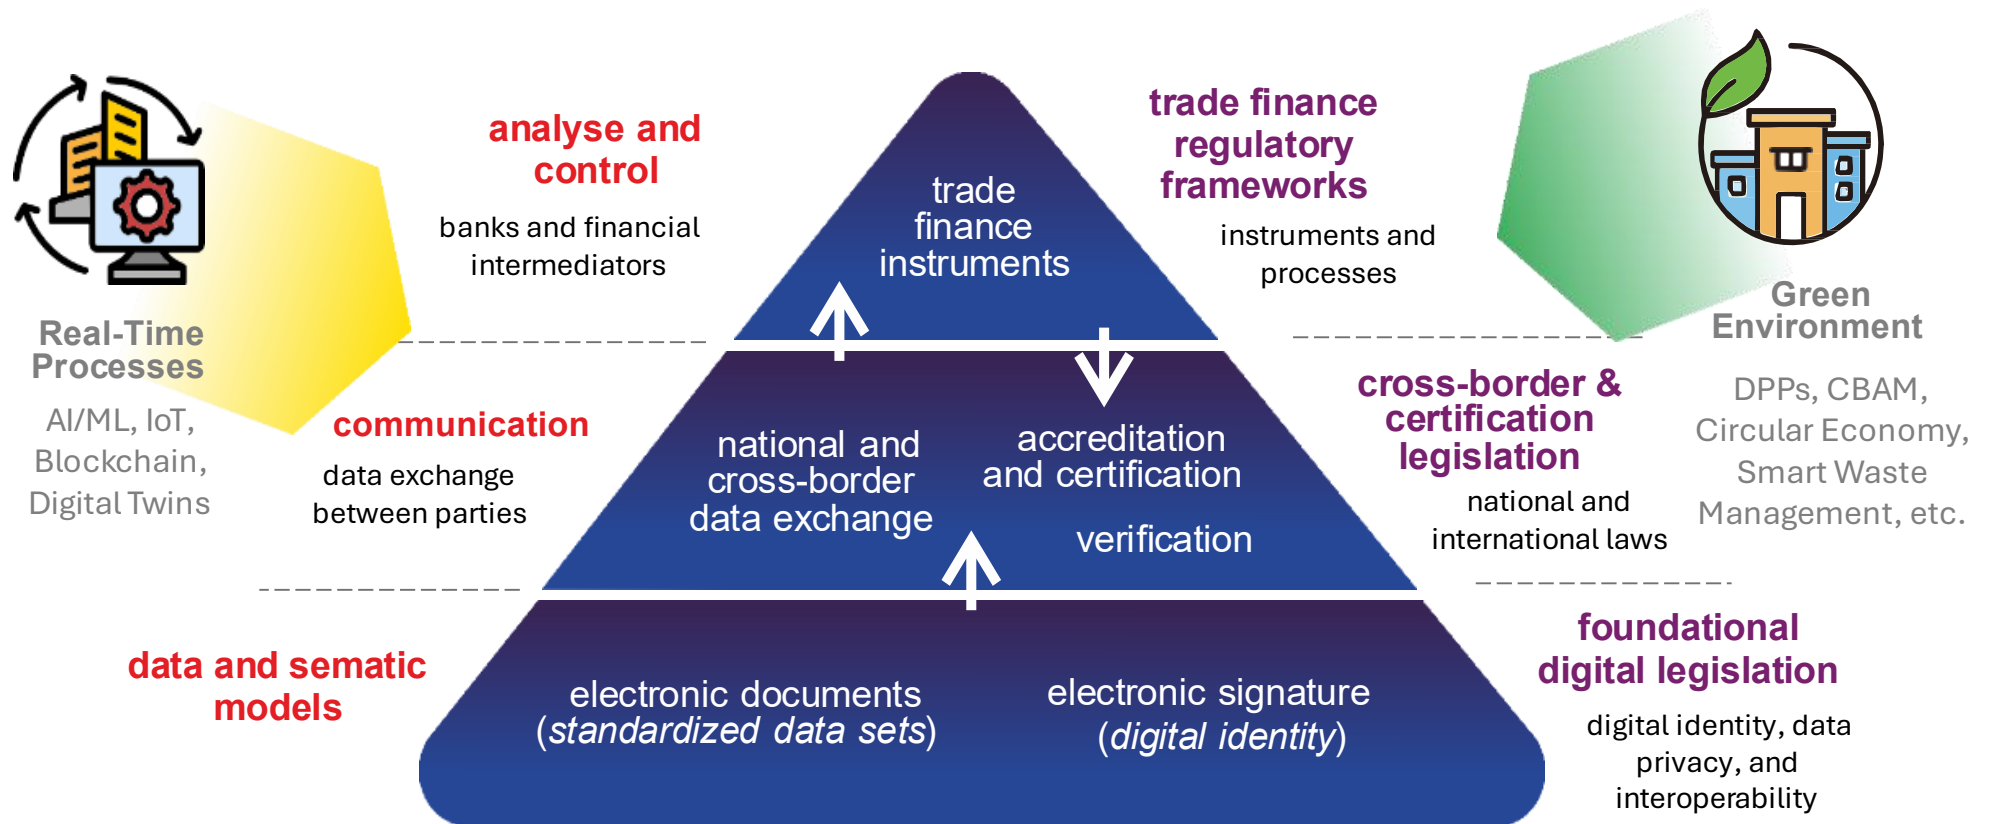 Real-Time
Processes
AI/ML, IoT,
Blockchain,
Digital Twins
analyse and
control
banks and financial
intermediators
communication
data exchange
between parties
data and sematic
models
trade
finance
instruments
national and
cross-border
data exchange
accreditation
and certification
verification
electronic documents
(standardized data sets)
electronic signature
(digital identity)
trade finance
regulatory
frameworks
instruments and
processes
cross-border &
certification
legislation
national and
international laws
foundational
digital legislation
digital identity, data
privacy, and
interoperability
Green
Environment
DPPs, CBAM,
Circular Economy,
Smart Waste
Management, etc.